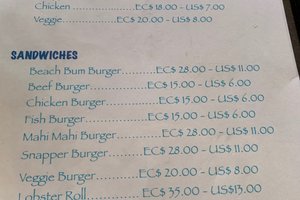 Chicken ..................EC$ 18.00 - US$ 7.00
Veggie....................EC$ 20.00 - US$ 8.00
SANDWICHES
Beach Bum Burger..........EC$ 28.00 - US$ 11.00
Beef Burger................EC$ 15.00 - US$ 6.00
Chicken Burger.............EC$ 15.00 - US$ 6.00
Fish Burger................EC$ 15.00 - US$ 6.00
Mahi Mahi Burger..........EC$ 28.00 - US$ 11.00
Snapper Burger............EC$ 28.00 - US$ 11.00
Veggie Burger..............EC$ 20.00 - US$ 8.00
Lobster Roll...............EC$ 35.00 - US$13.00